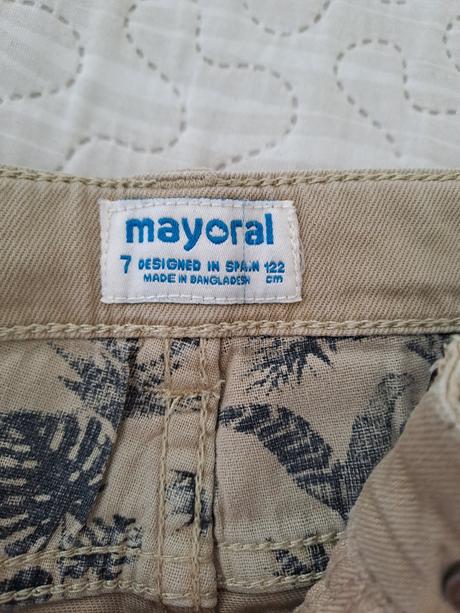 mayoral
7 DESIGNED IN SPAIN 122
MADE IN BANGLADESH cm